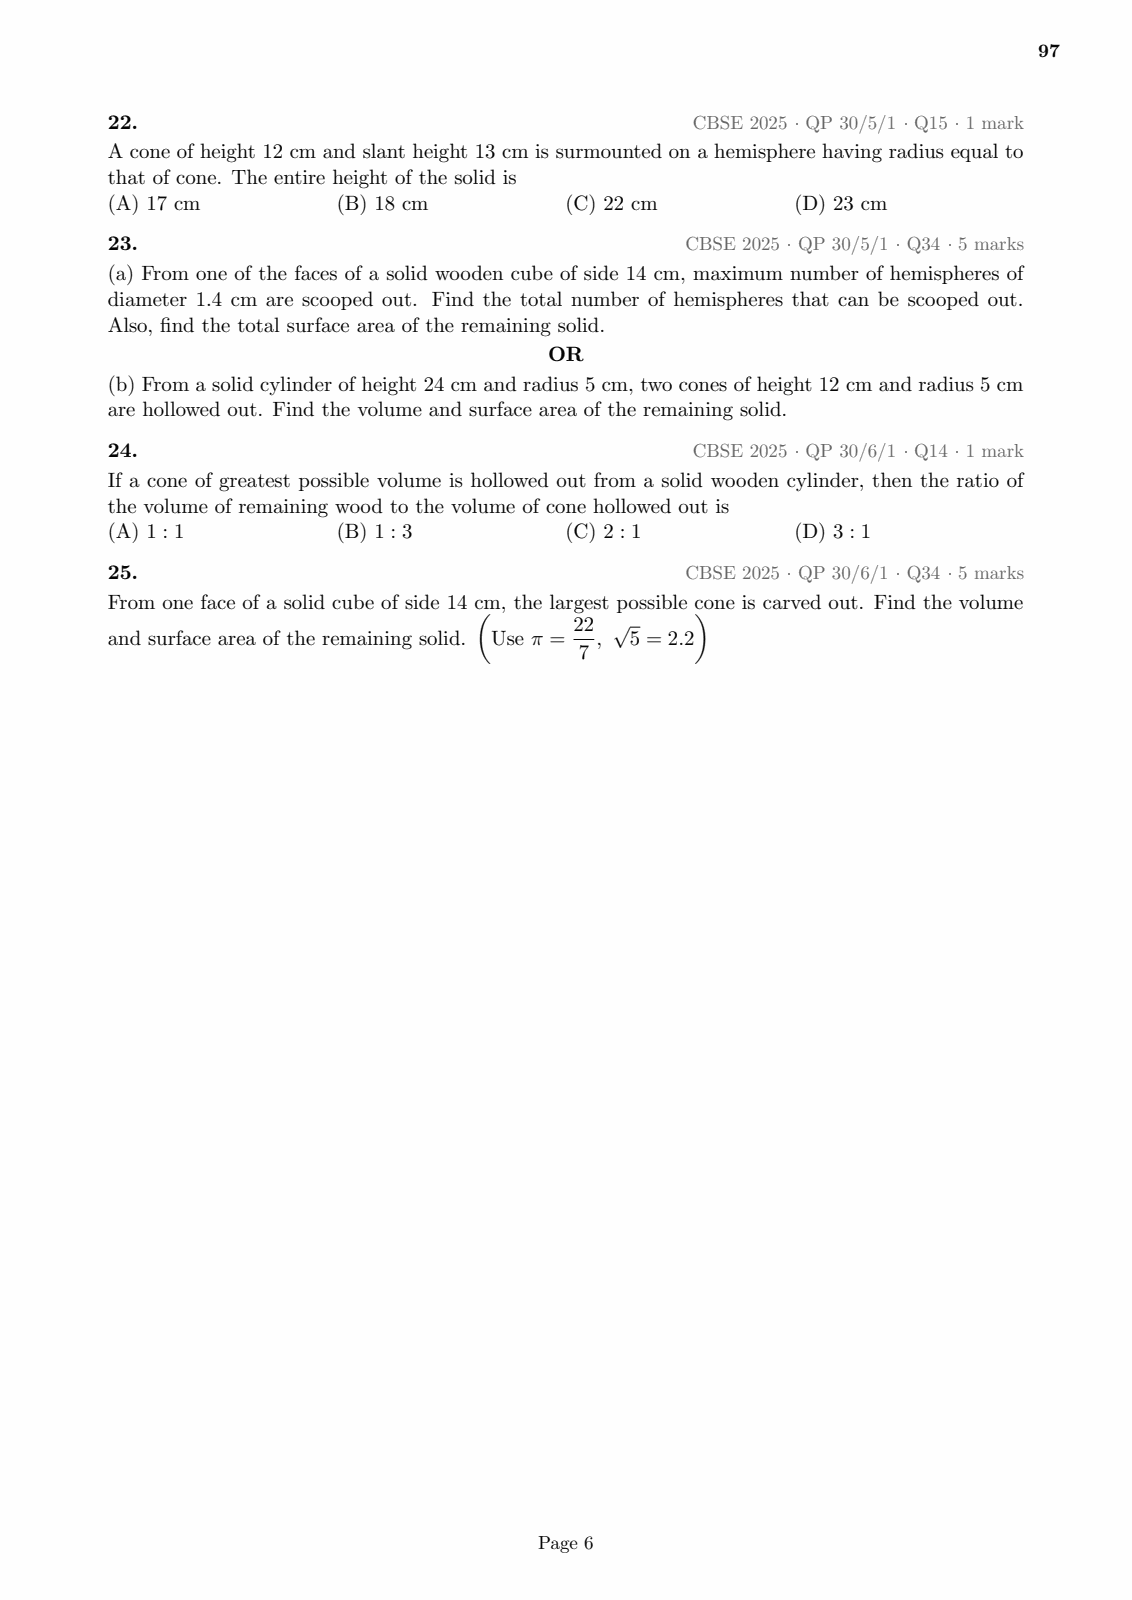 97
22. CBSE 2025 · QP 30/5/1 · Q15 · 1 mark
A cone of height 12 cm and slant height 13 cm is surmounted on a hemisphere having radius equal to
that of cone. The entire height of the solid is
(A) 17 cm (B) 18 cm (C) 22 cm (D) 23 cm
23. CBSE 2025 · QP 30/5/1 · Q34 · 5 marks
(a) From one of the faces of a solid wooden cube of side 14 cm, maximum number of hemispheres of
diameter 1.4 cm are scooped out. Find the total number of hemispheres that can be scooped out.
Also, find the total surface area of the remaining solid.
OR
(b) From a solid cylinder of height 24 cm and radius 5 cm, two cones of height 12 cm and radius 5 cm
are hollowed out. Find the volume and surface area of the remaining solid.
24. CBSE 2025 · QP 30/6/1 · Q14 · 1 mark
If a cone of greatest possible volume is hollowed out from a solid wooden cylinder, then the ratio of
the volume of remaining wood to the volume of cone hollowed out is
(A) 1 : 1 (B) 1 : 3 (C) 2 : 1 (D) 3 : 1
25. CBSE 2025 · QP 30/6/1 · Q34 · 5 marks
From one face of a solid cube of side 14 cm, the largest possible cone is carved out. Find the volume
and surface area of the remaining solid. (Use π = 22/7, √5 = 2.2)
Page 6